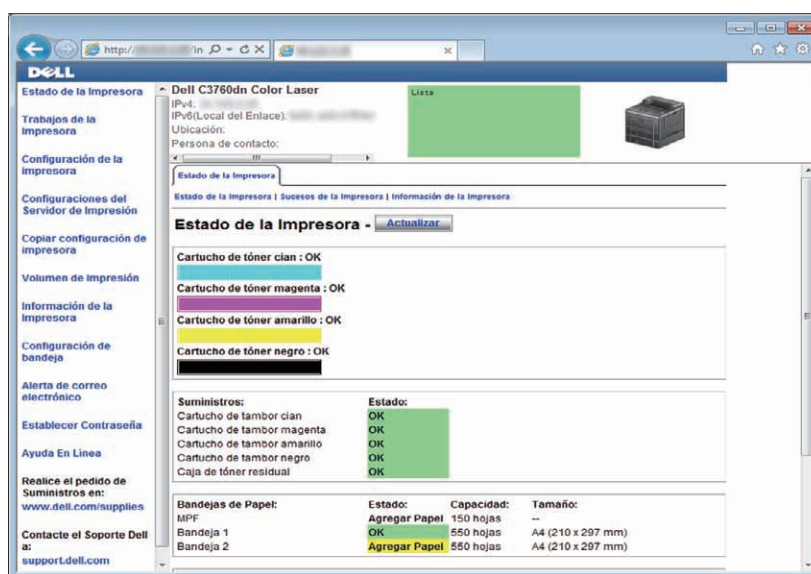 http:// /in
DELL
Estado de la Impresora
Trabajos de la
Impresora
Configuración de la
impresora
Configuraciones del
Servidor de Impresión
Copiar configuración de
impresora
Volumen de Impresión
Información de la
Impresora
Configuración de
bandeja
Alerta de correo
electrónico
Establecer Contraseña
Ayuda En Linea
Realice el pedido de
Suministros en:
www.dell.com/supplies
Contacte el Soporte Dell
a:
support.dell.com
Dell C3760dn Color Laser
IPv4:
IPv6(Local del Enlace):
Ubicación:
Persona de contacto:
Lista
Estado de la Impresora
Estado de la Impresora | Sucesos de la Impresora | Información de la Impresora
Estado de la Impresora - Actualizar
Cartucho de tóner cian : OK
Cartucho de tóner magenta : OK
Cartucho de tóner amarillo : OK
Cartucho de tóner negro : OK
Suministros: Estado:
Cartucho de tambor cian OK
Cartucho de tambor magenta OK
Cartucho de tambor amarillo OK
Cartucho de tambor negro OK
Caja de tóner residual OK
Bandejas de Papel: Estado: Capacidad: Tamaño:
MPF Agregar Papel 150 hojas --
Bandeja 1 OK 550 hojas A4 (210 x 297 mm)
Bandeja 2 Agregar Papel 550 hojas A4 (210 x 297 mm)